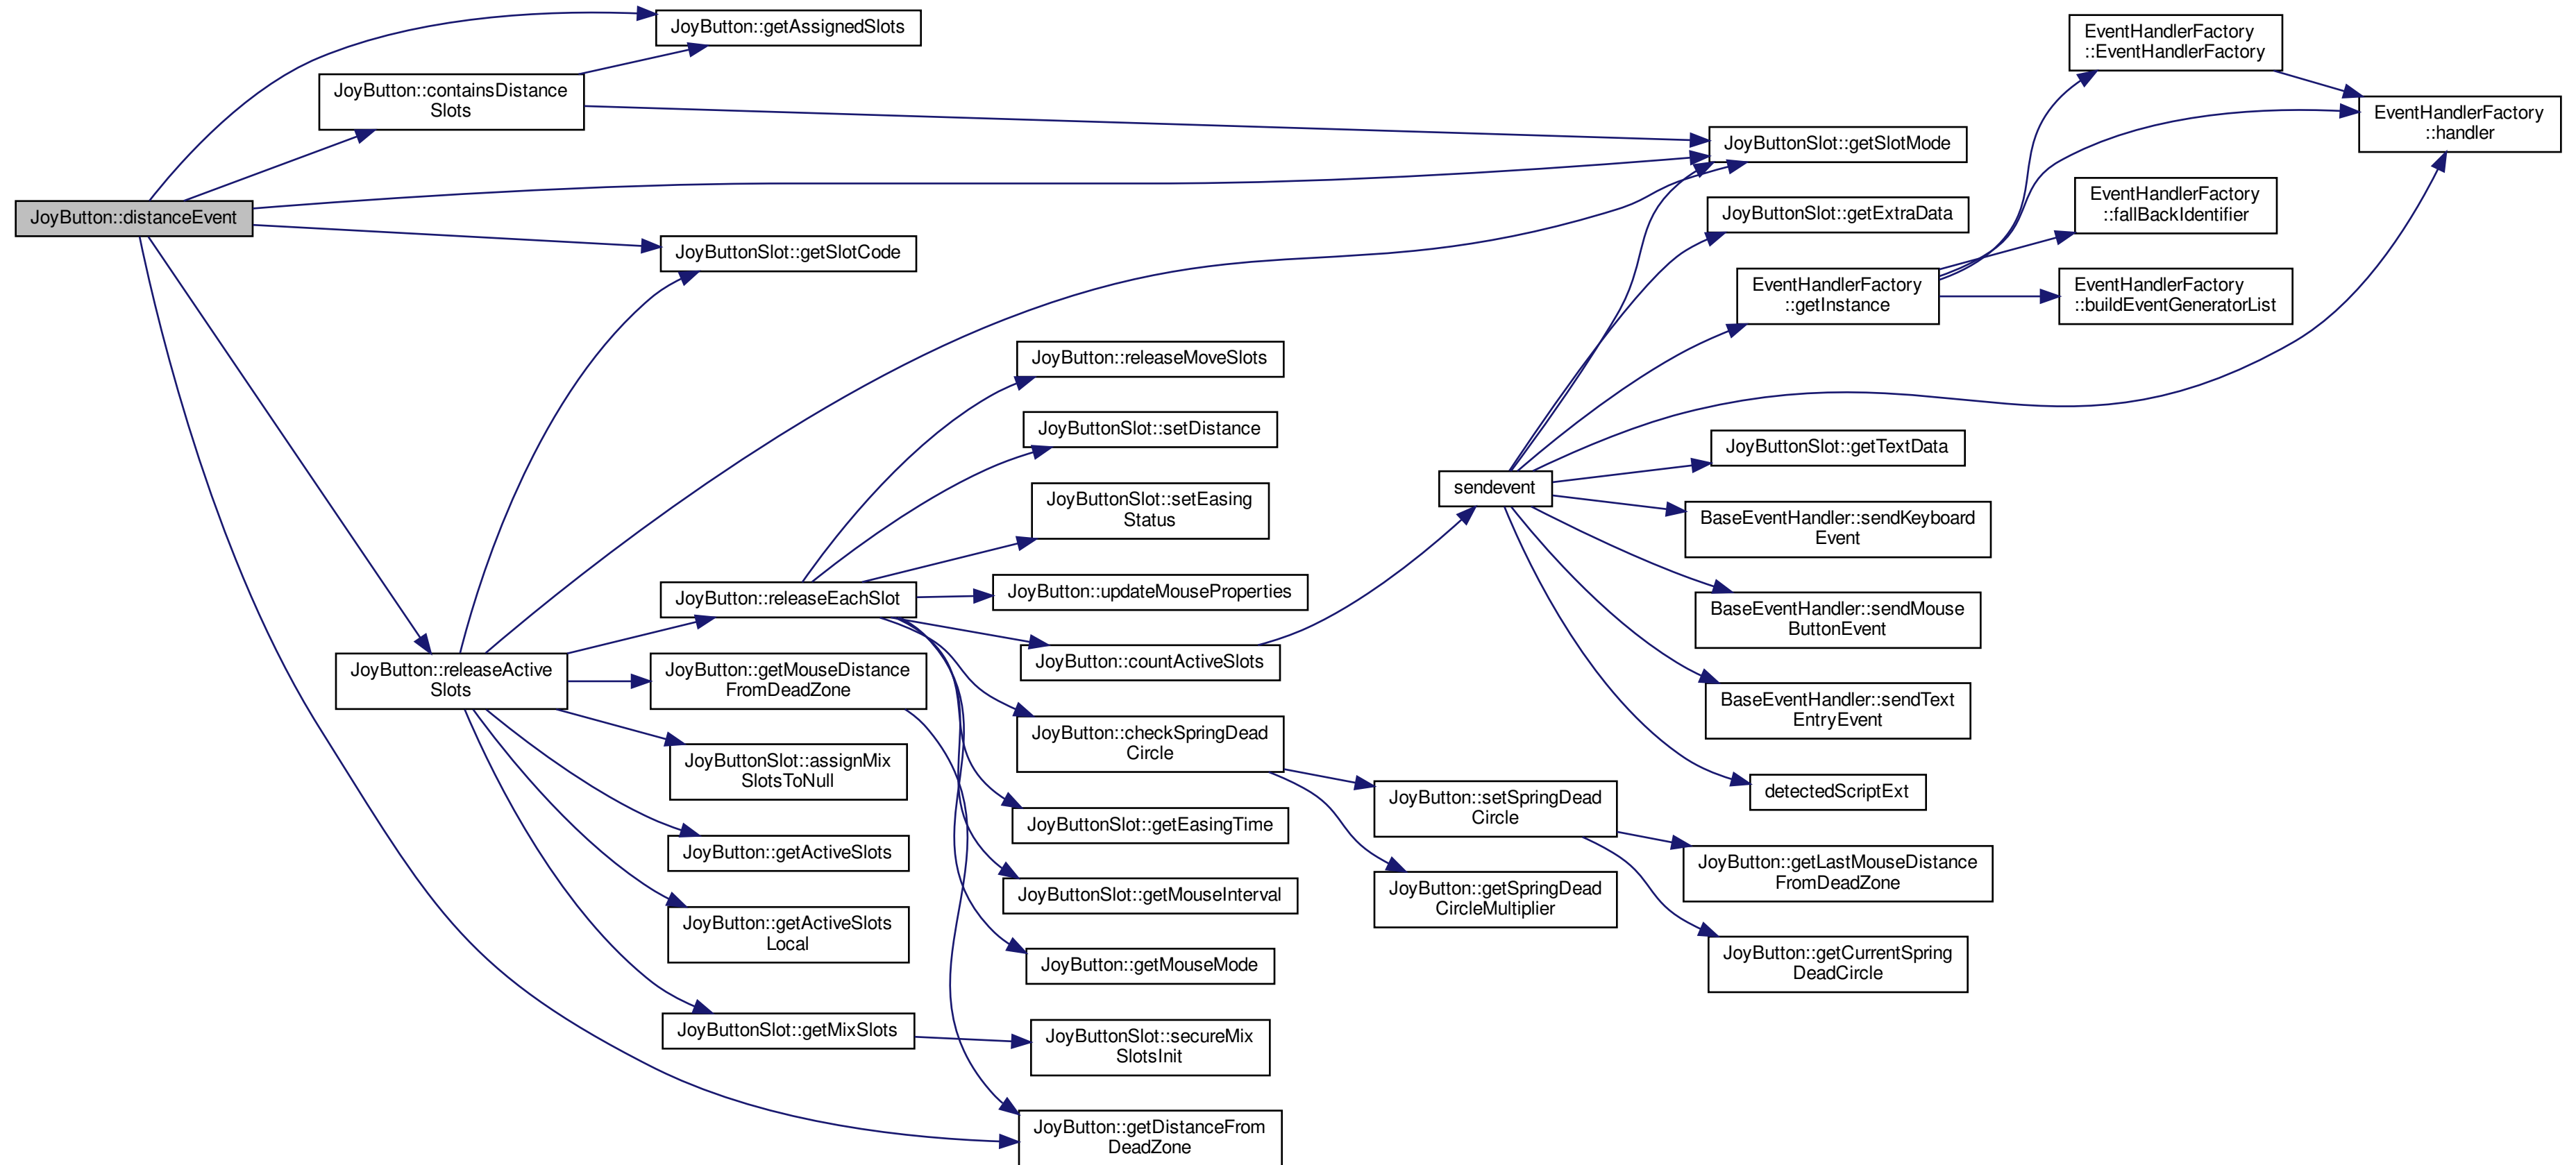 JoyButton::distanceEvent
JoyButton::getAssignedSlots
JoyButton::containsDistance
Slots
JoyButtonSlot::getSlotMode
JoyButtonSlot::getSlotCode
JoyButton::releaseActive
Slots
JoyButton::releaseEachSlot
JoyButton::getMouseDistance
FromDeadZone
JoyButtonSlot::assignMix
SlotsToNull
JoyButton::getActiveSlots
JoyButton::getActiveSlots
Local
JoyButtonSlot::getMixSlots
JoyButton::releaseMoveSlots
JoyButtonSlot::setDistance
JoyButtonSlot::setEasing
Status
JoyButton::updateMouseProperties
JoyButton::countActiveSlots
JoyButton::checkSpringDead
Circle
JoyButtonSlot::getEasingTime
JoyButtonSlot::getMouseInterval
JoyButton::getMouseMode
JoyButtonSlot::secureMix
SlotsInit
JoyButton::getDistanceFrom
DeadZone
sendevent
JoyButton::setSpringDead
Circle
JoyButton::getSpringDead
CircleMultiplier
JoyButtonSlot::getExtraData
EventHandlerFactory
::getInstance
JoyButtonSlot::getTextData
BaseEventHandler::sendKeyboard
Event
BaseEventHandler::sendMouse
ButtonEvent
BaseEventHandler::sendText
EntryEvent
detectedScriptExt
JoyButton::getLastMouseDistance
FromDeadZone
JoyButton::getCurrentSpring
DeadCircle
EventHandlerFactory
::EventHandlerFactory
EventHandlerFactory
::handler
EventHandlerFactory
::fallBackIdentifier
EventHandlerFactory
::buildEventGeneratorList